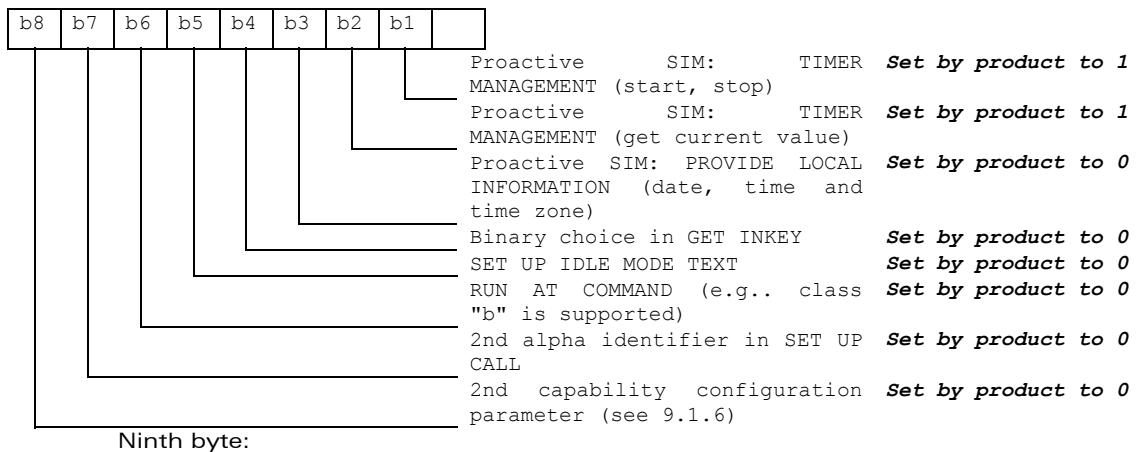 b8 b7 b6 b5 b4 b3 b2 b1
Proactive SIM: TIMER Set by product to 1
MANAGEMENT (start, stop)
Proactive SIM: TIMER Set by product to 1
MANAGEMENT (get current value)
Proactive SIM: PROVIDE LOCAL Set by product to 0
INFORMATION (date, time and
time zone)
Binary choice in GET INKEY Set by product to 0
SET UP IDLE MODE TEXT Set by product to 0
RUN AT COMMAND (e.g.. class Set by product to 0
"b" is supported)
2nd alpha identifier in SET UP Set by product to 0
CALL
2nd capability configuration Set by product to 0
parameter (see 9.1.6)
Ninth byte: